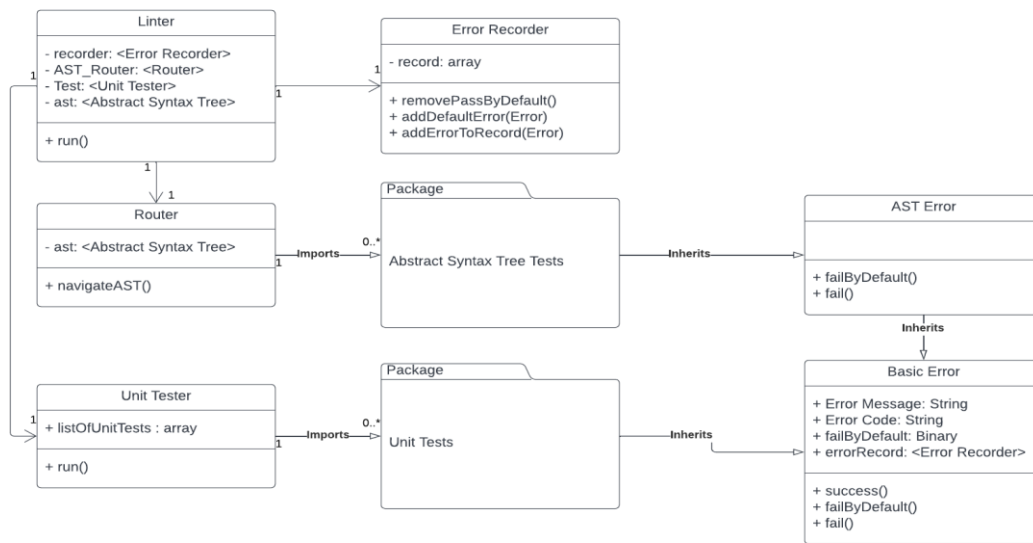 Linter
- recorder: <Error Recorder>
- AST_Router: <Router>
- Test: <Unit Tester>
- ast: <Abstract Syntax Tree>
+ run()
1
1
1
Error Recorder
- record: array
+ removePassByDefault()
+ addDefaultError(Error)
+ addErrorToRecord(Error)
1
1
Router
- ast: <Abstract Syntax Tree>
+ navigateAST()
1
Imports
0..*
Package
Abstract Syntax Tree Tests
Inherits
AST Error
+ failByDefault()
+ fail()
Inherits
1
Unit Tester
+ listOfUnitTests : array
+ run()
1
Imports
0..*
Package
Unit Tests
Inherits
Basic Error
+ Error Message: String
+ Error Code: String
+ failByDefault: Binary
+ errorRecord: <Error Recorder>
+ success()
+ failByDefault()
+ fail()